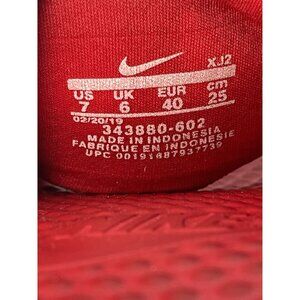 XJ2
US UK EUR cm
7 6 40 25
02/20/19
343880-602
MADE IN INDONESIA
FABRIQUE EN INDONESIE
UPC 00191887937739